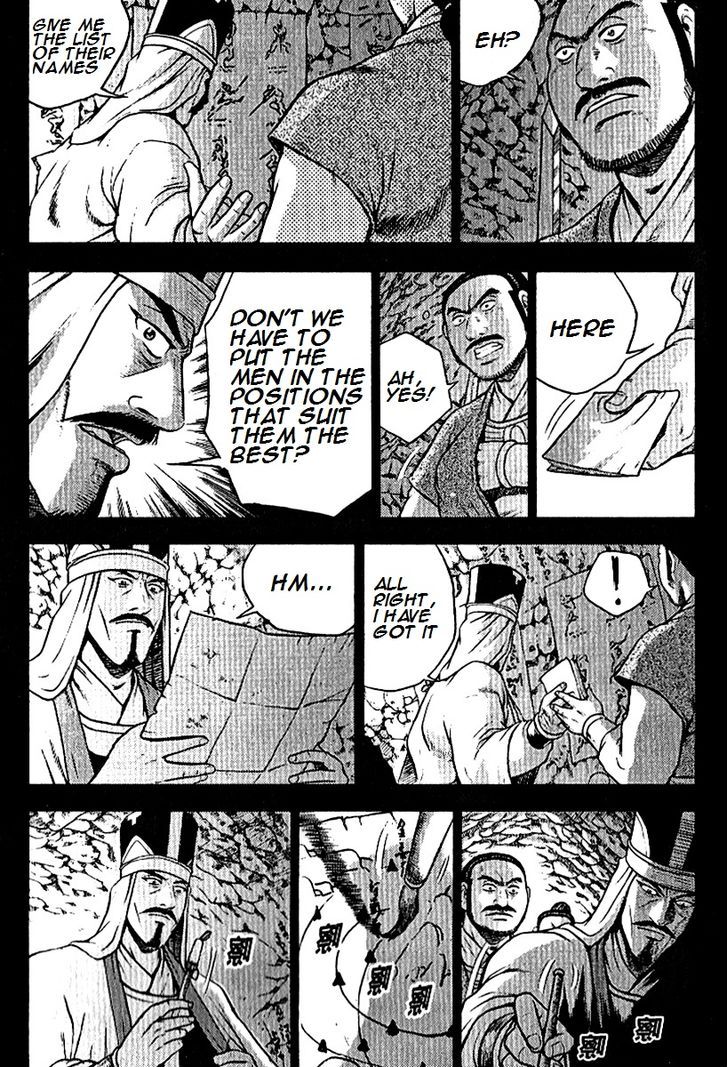 GIVE ME
THE LIST
OF THEIR
NAMES
EH?
DON'T WE
HAVE TO
PUT THE
MEN IN THE
POSITIONS
THAT SUIT
THEM THE
BEST?
AH,
YES!
HERE
HM...
ALL
RIGHT,
I HAVE
GOT IT
!